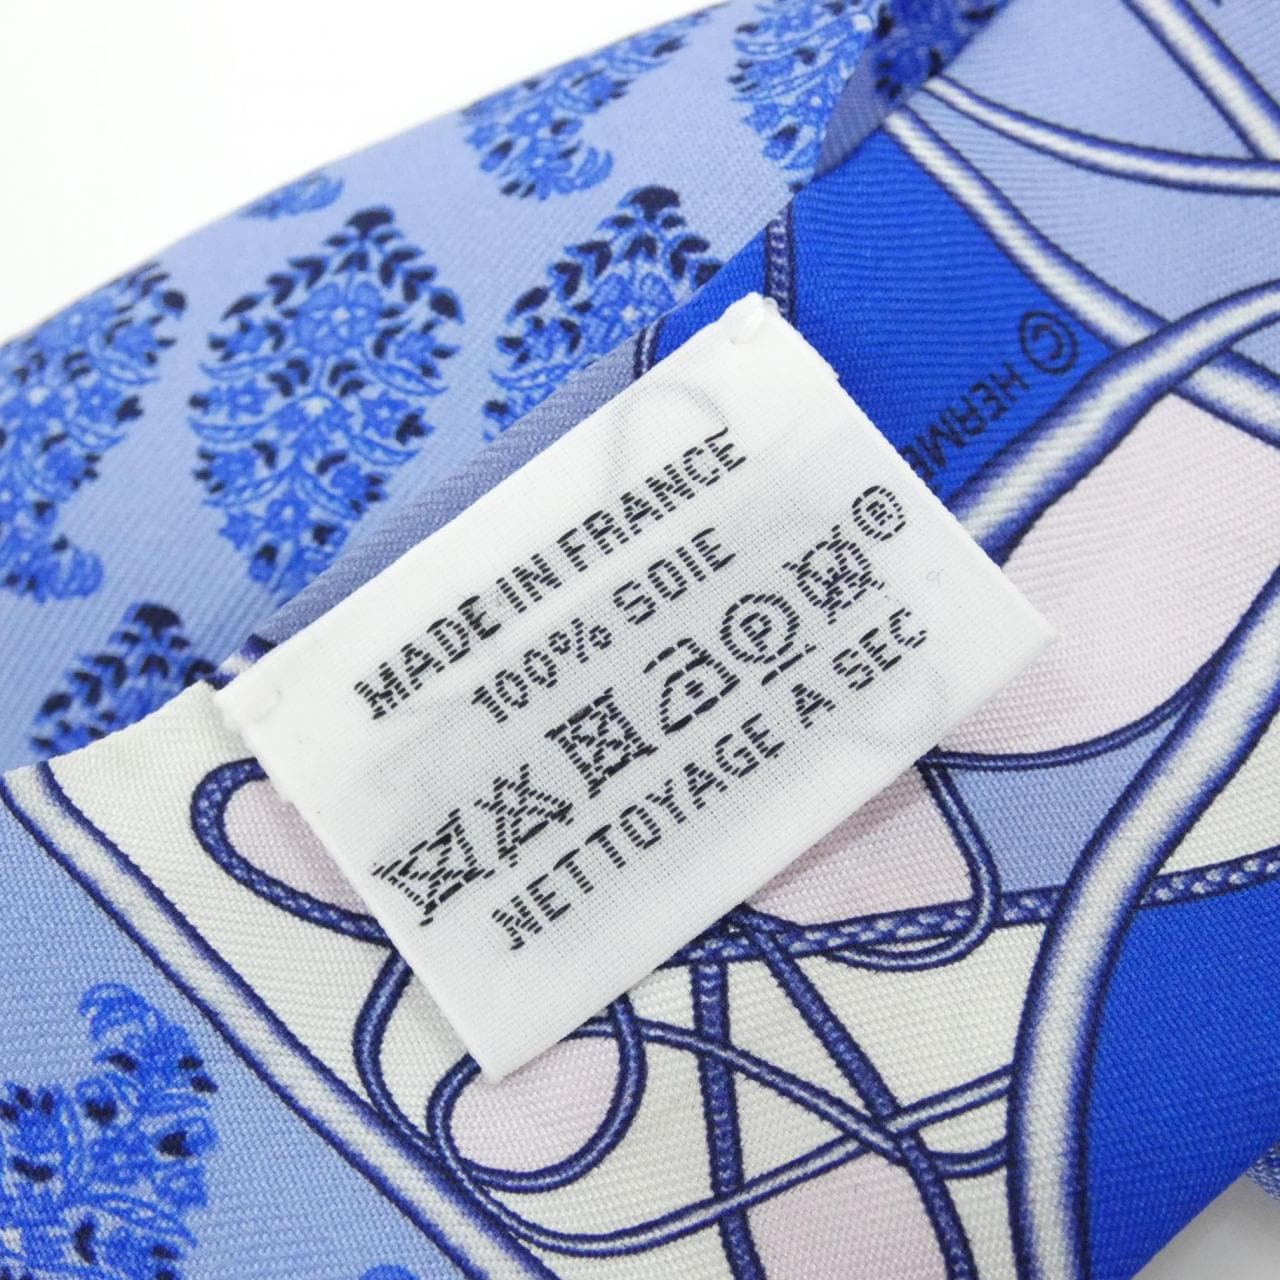 MADE IN FRANCE
100% SOIE
®
NETTOYAGE A SEC
© HERME